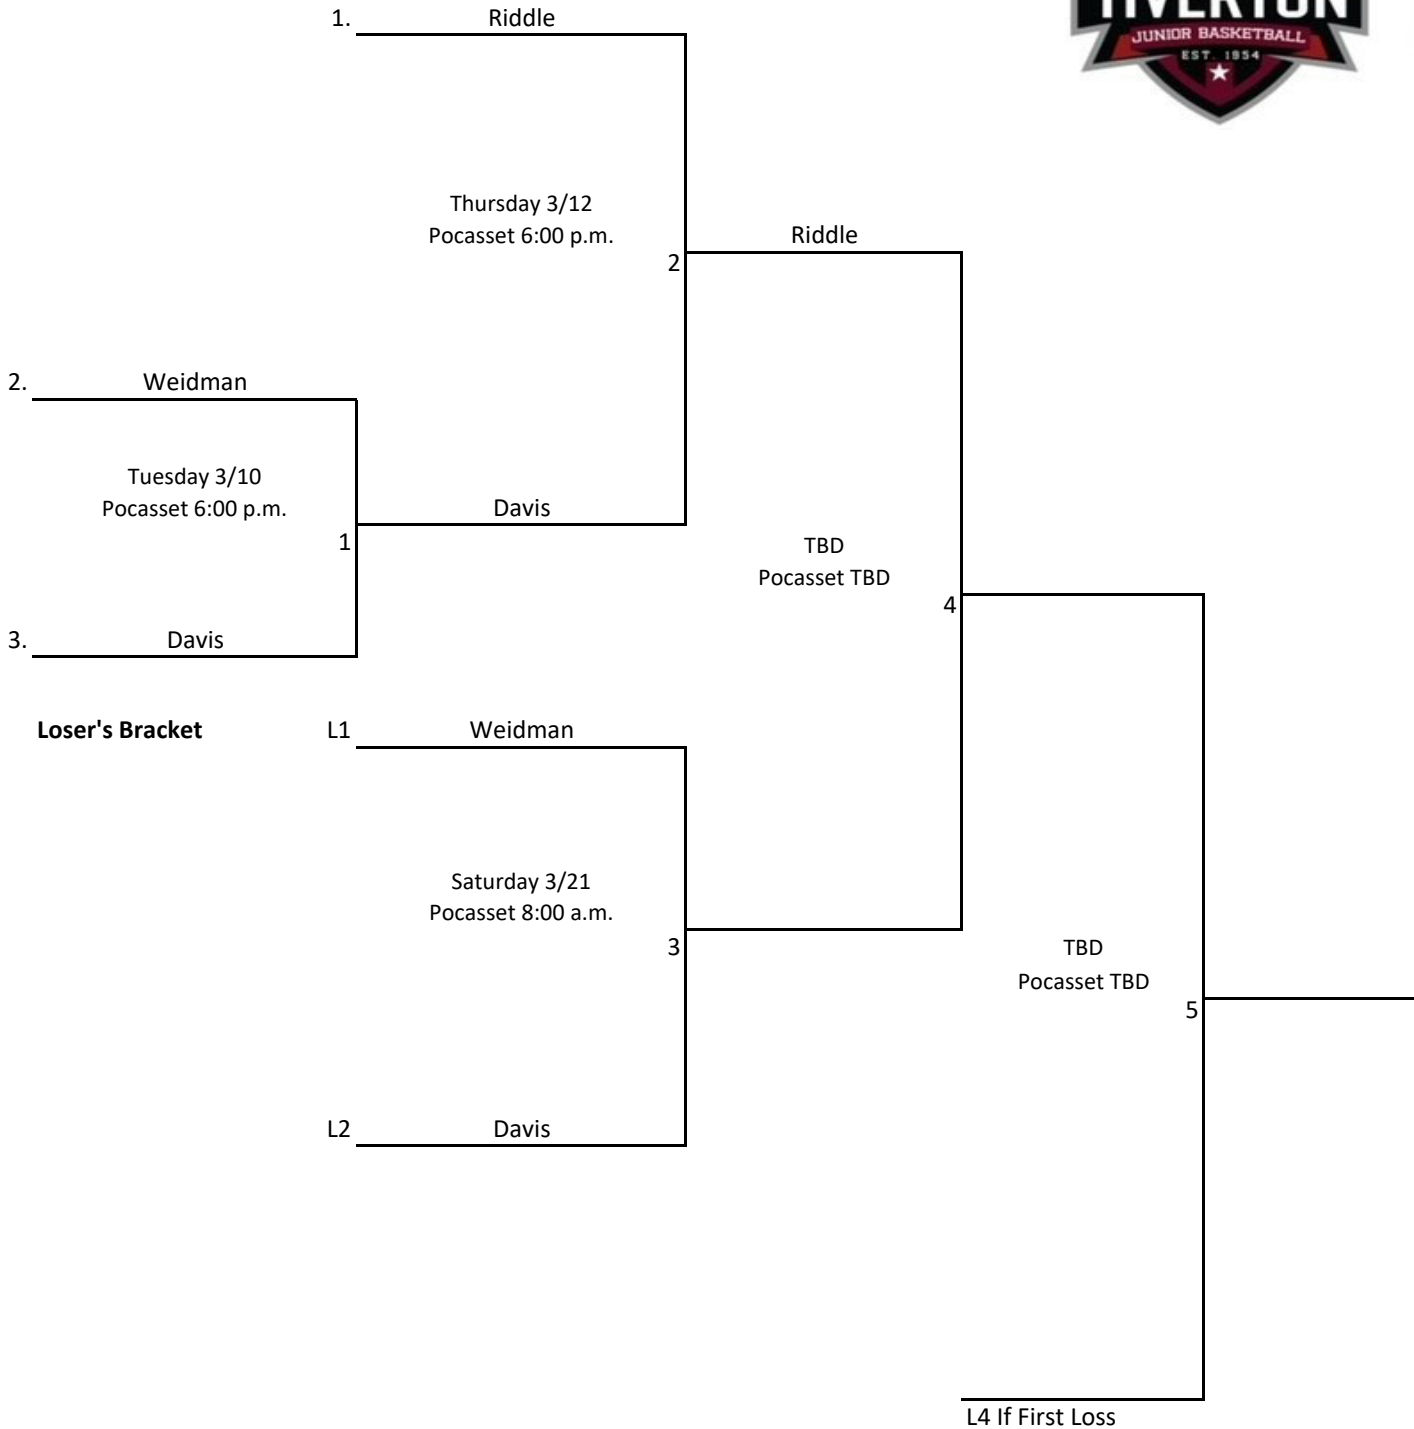 1. Riddle
TIVERTON
JUNIOR BASKETBALL
EST. 1954
Thursday 3/12
Pocasset 6:00 p.m.
Riddle
2
2. Weidman
Tuesday 3/10
Pocasset 6:00 p.m.
Davis
1
TBD
Pocasset TBD
4
3. Davis
Loser's Bracket
L1 Weidman
Saturday 3/21
Pocasset 8:00 a.m.
3
TBD
Pocasset TBD
5
L2 Davis
L4 If First Loss